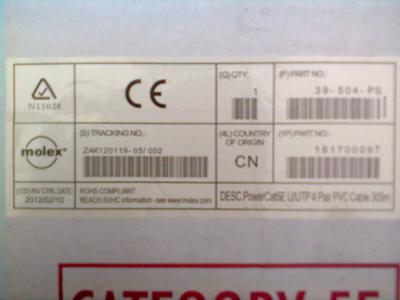 N11028
CE
(Q) QTY.
1
(P) PART NO.:
39-504-PS
molex®
(S) TRACKING NO.:
ZAK120119-05/002
(4L) COUNTRY
OF ORIGIN
CN
(1P) PART NO.:
181700097
(10D) INV CTRL DATE
2012/02/10
ROHS COMPLIANT
REACH SVHC information - see www.molex.com
DESC.PowerCat5E U/UTP 4 Pair PVC Cable 305m
CATEGORY 5E